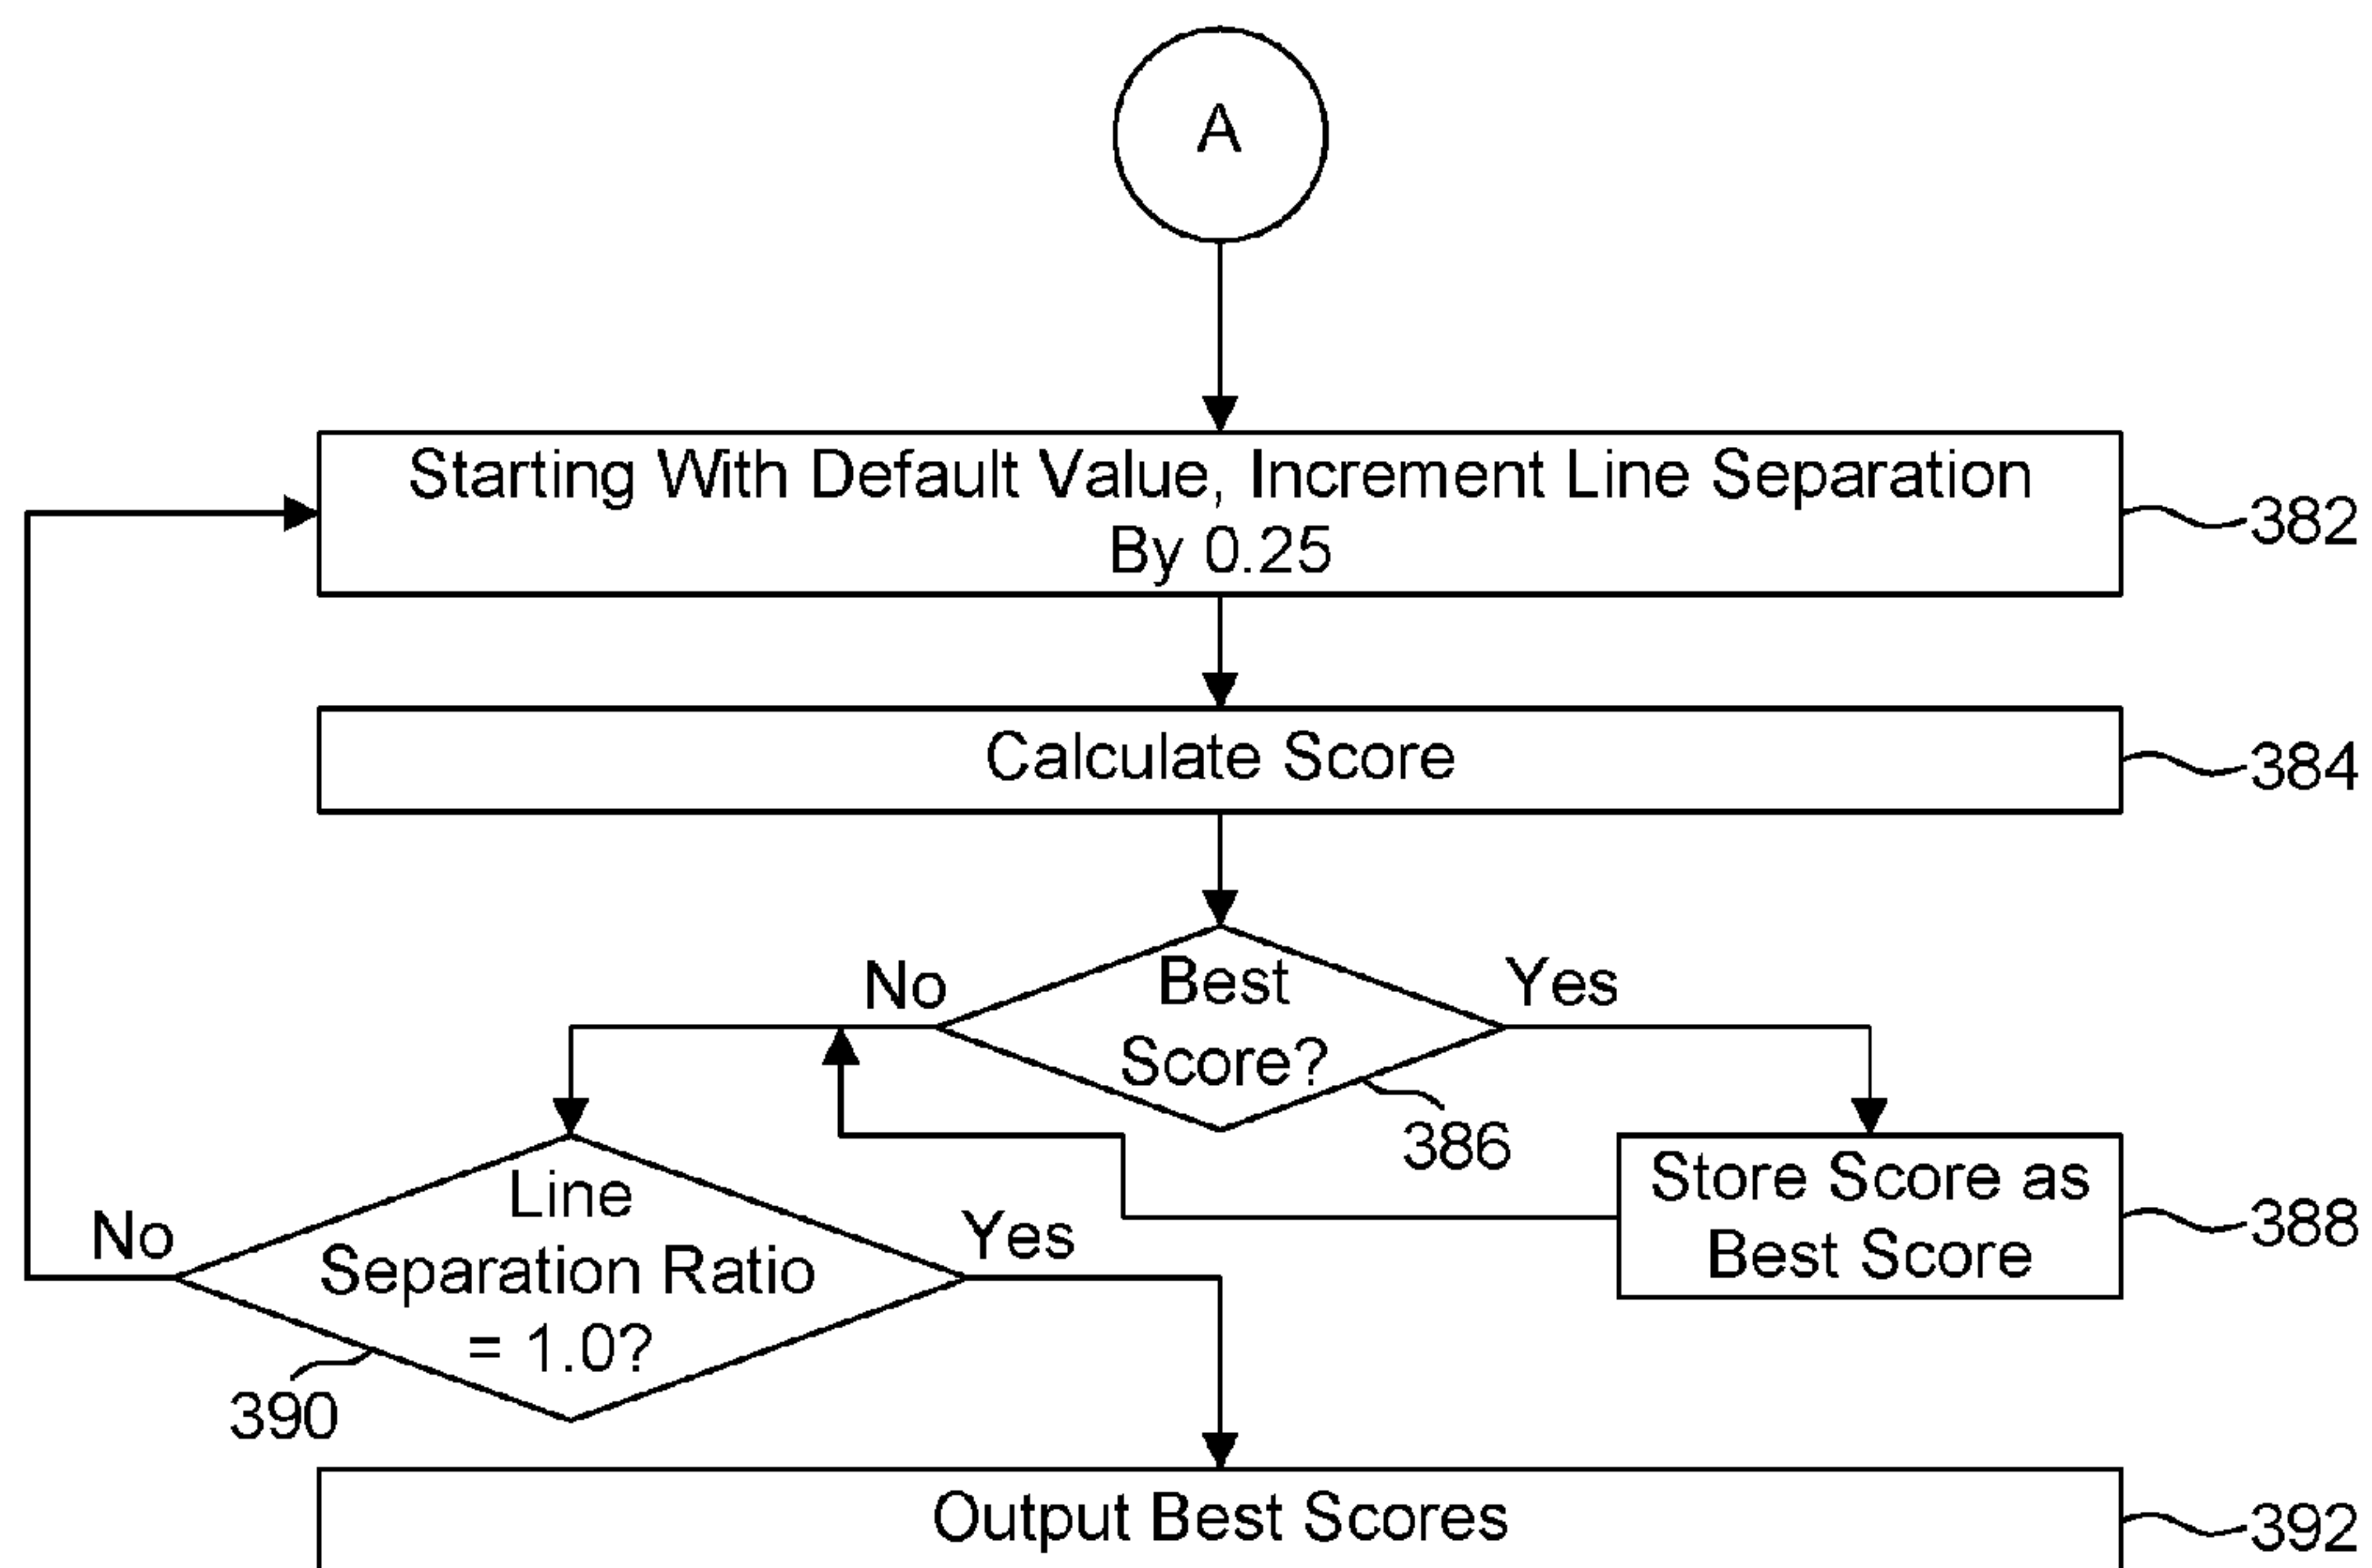 A
Starting With Default Value, Increment Line Separation
By 0.25
382
Calculate Score
384
No
Best
Score?
Yes
386
Store Score as
Best Score
388
No
Line
Separation Ratio
= 1.0?
Yes
390
Output Best Scores
392